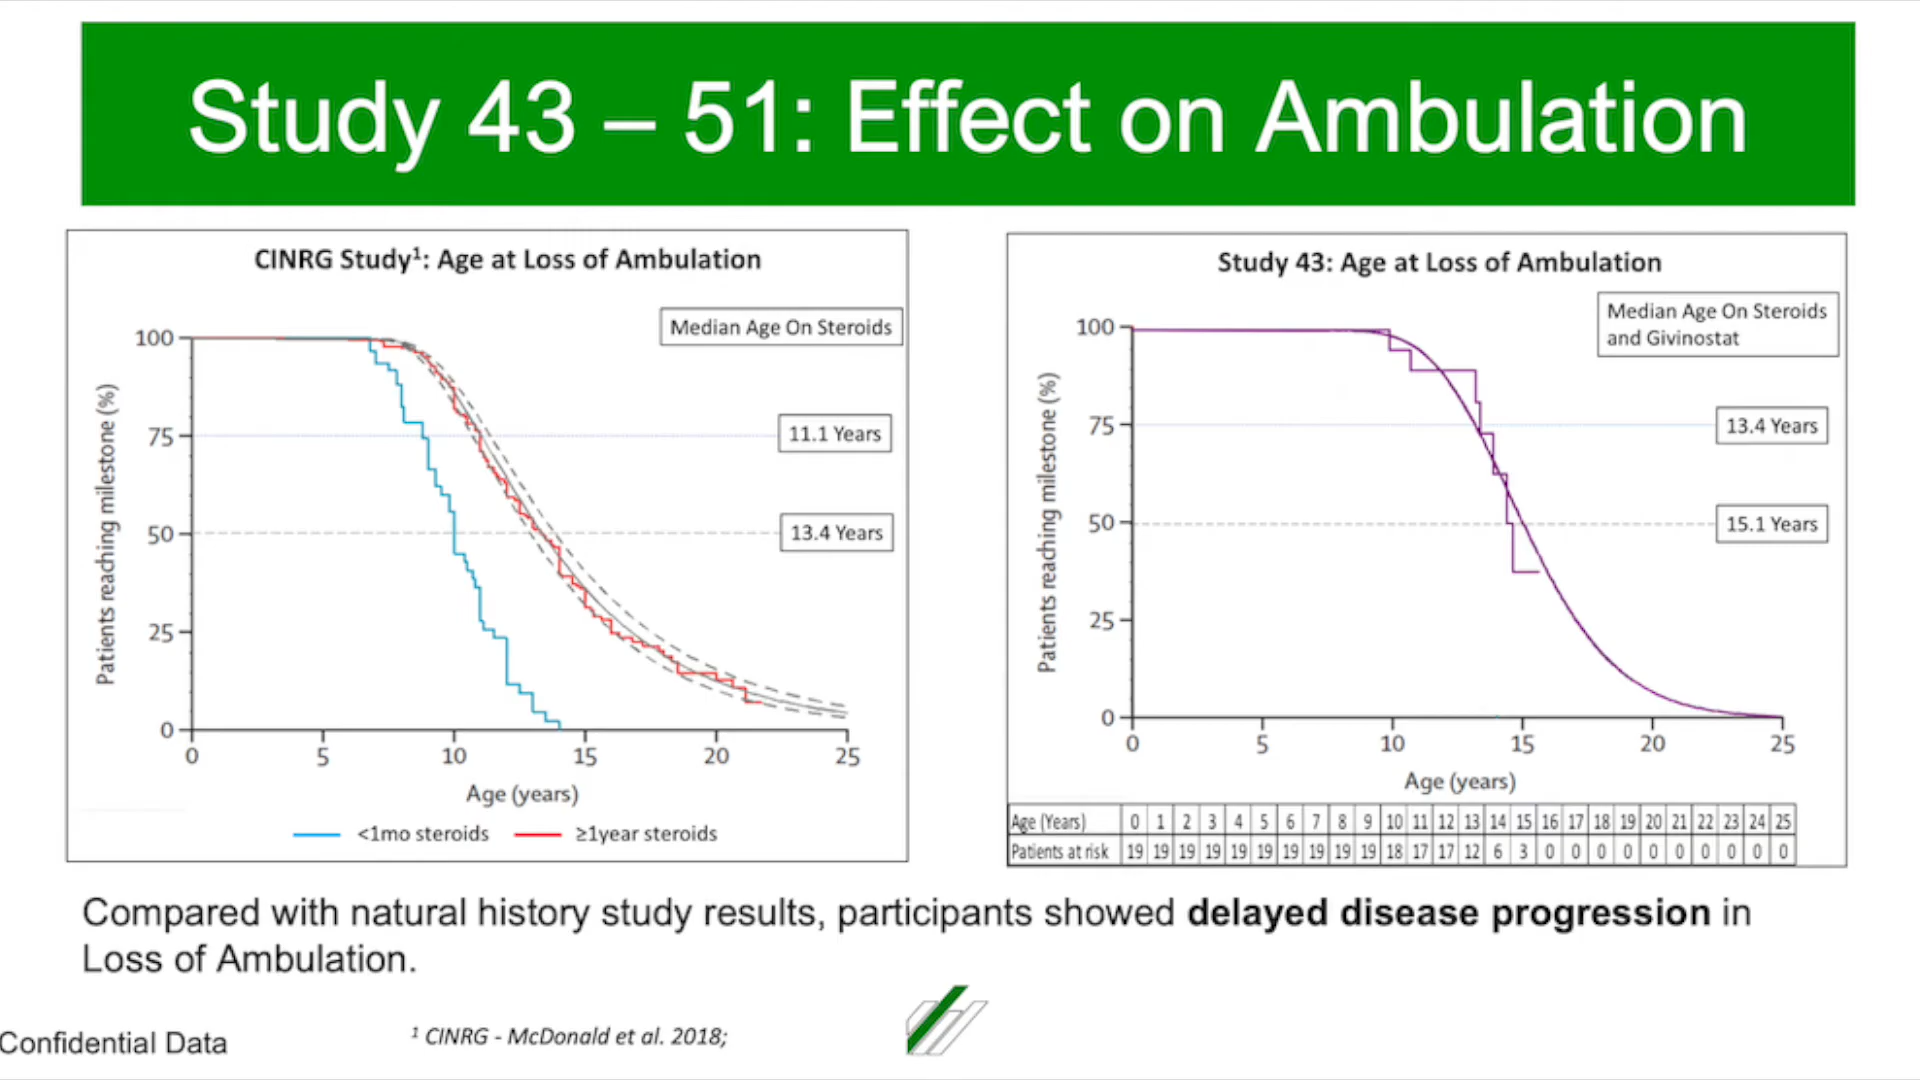 Study 43 – 51: Effect on Ambulation
CINRG Study¹: Age at Loss of Ambulation
Median Age On Steroids
Patients reaching milestone (%)
100
75
50
25
0
11.1 Years
13.4 Years
0 5 10 15 20 25
Age (years)
<1mo steroids ≥1year steroids
Study 43: Age at Loss of Ambulation
Median Age On Steroids
and Givinostat
Patients reaching milestone (%)
100
75
50
25
0
13.4 Years
15.1 Years
0 5 10 15 20 25
Age (years)
Age (Years) 0 1 2 3 4 5 6 7 8 9 10 11 12 13 14 15 16 17 18 19 20 21 22 23 24 25
Patients at risk 19 19 19 19 19 19 19 19 19 19 18 17 17 12 6 3 0 0 0 0 0 0 0 0 0 0
Compared with natural history study results, participants showed delayed disease progression in
Loss of Ambulation.
Confidential Data
¹ CINRG - McDonald et al. 2018;